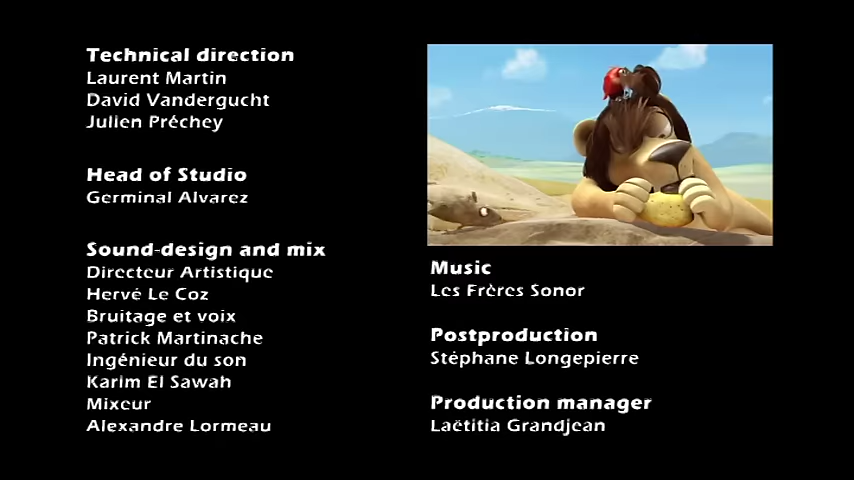 Technical direction
Laurent Martin
David Vandergucht
Julien Préchey
Head of Studio
Germinal Alvarez
Sound-design and mix
Directeur Artistique
Hervé Le Coz
Bruitage et voix
Patrick Martinache
Ingénieur du son
Karim El Sawah
Mixeur
Alexandre Lormeau
Music
Les Frères Sonor
Postproduction
Stéphane Longepierre
Production manager
Laëtitia Grandjean